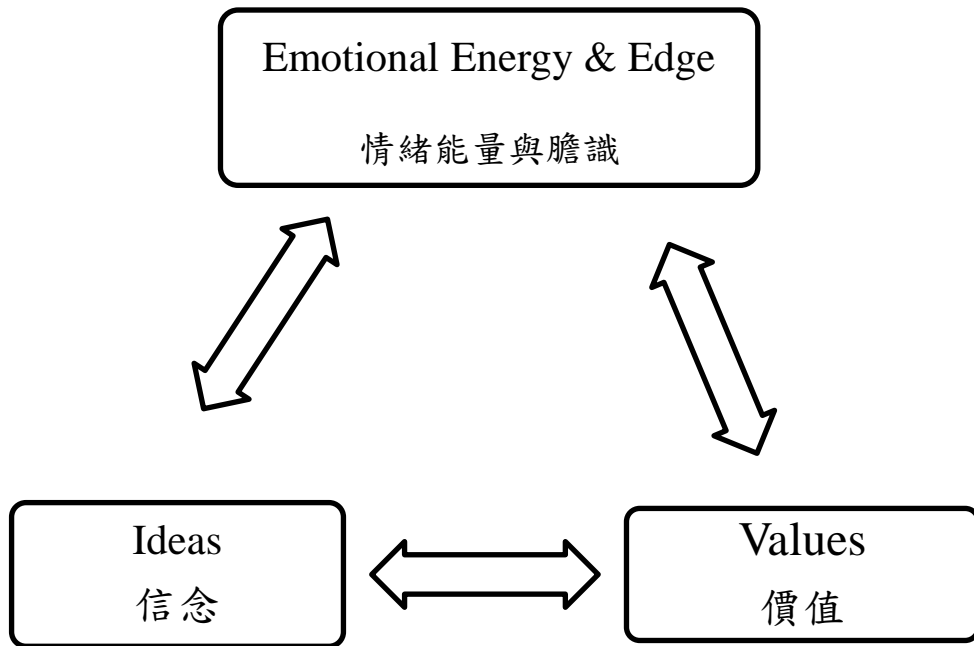 Emotional Energy & Edge
情緒能量與膽識
Ideas
信念
Values
價值